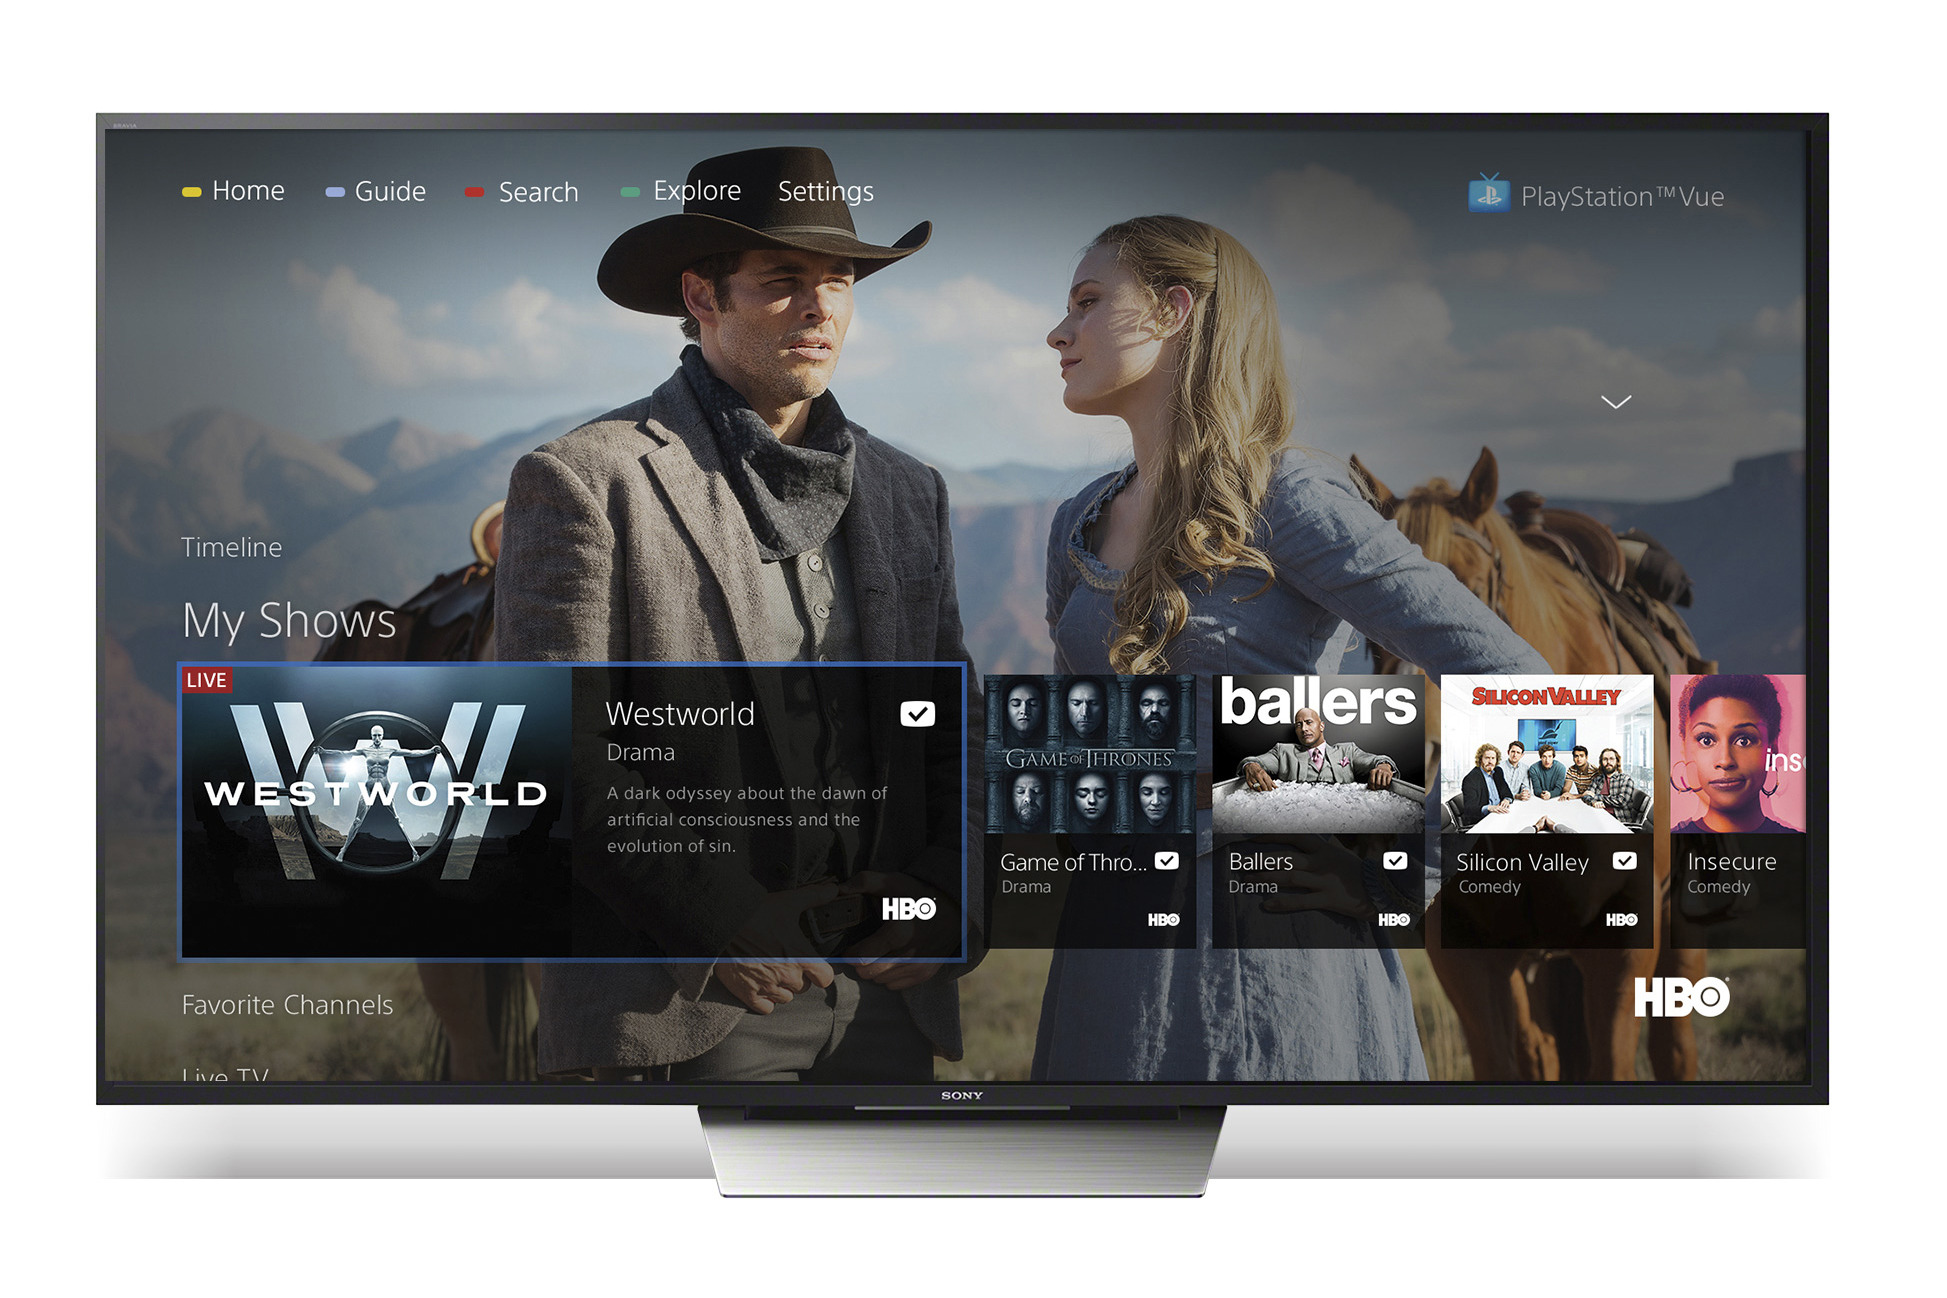 BRAVIA
Home
Guide
Search
Explore
Settings
PlayStation™Vue
Timeline
My Shows
LIVE
WESTWORLD
Westworld
Drama
A dark odyssey about the dawn of
artificial consciousness and the
evolution of sin.
HBO
GAME OF THRONES
Game of Thro...
Drama
HBO
ballers
Ballers
Drama
HBO
SILICON VALLEY
Silicon Valley
Comedy
HBO
inse
Insecure
Comedy
HBO
Favorite Channels
Live TV
SONY